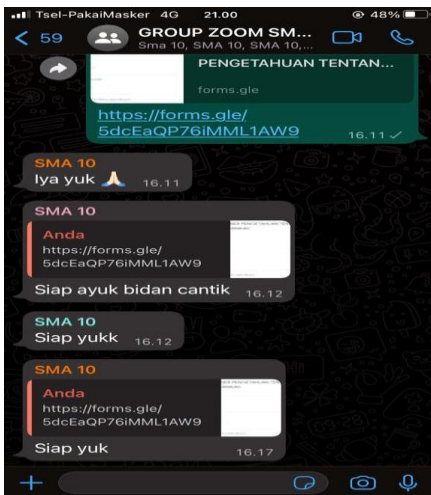 Tsel-PakaiMasker 4G 21.00 48%
59 GROUP ZOOM SM...
Sma 10, SMA 10, SMA 10,...
PENGETAHUAN TENTAN...
forms.gle
https://forms.gle/
5dcEaQP76iMML1AW9 16.11
SMA 10
Iya yuk 🙏🏻 16.11
SMA 10
Anda
https://forms.gle/
5dcEaQP76iMML1AW9
Siap ayuk bidan cantik 16.12
SMA 10
Siap yukk 16.12
SMA 10
Anda
https://forms.gle/
5dcEaQP76iMML1AW9
Siap yuk 16.17